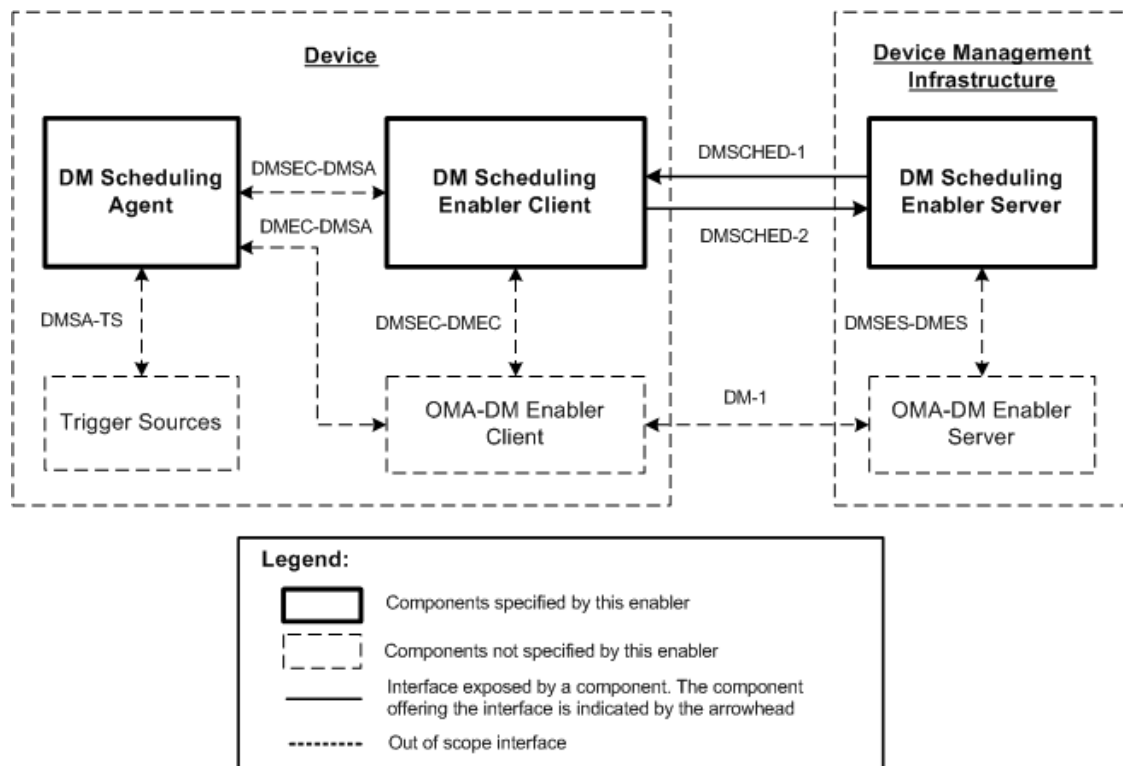 Device
Device Management
Infrastructure
DM Scheduling
Agent
DMSEC-DMSA
DMEC-DMSA
DM Scheduling
Enabler Client
DMSCHED-1
DMSCHED-2
DM Scheduling
Enabler Server
DMSA-TS
DMSEC-DMEC
DMSES-DMES
Trigger Sources
OMA-DM Enabler
Client
DM-1
OMA-DM Enabler
Server
Legend:
Components specified by this enabler
Components not specified by this enabler
Interface exposed by a component. The component
offering the interface is indicated by the arrowhead
Out of scope interface